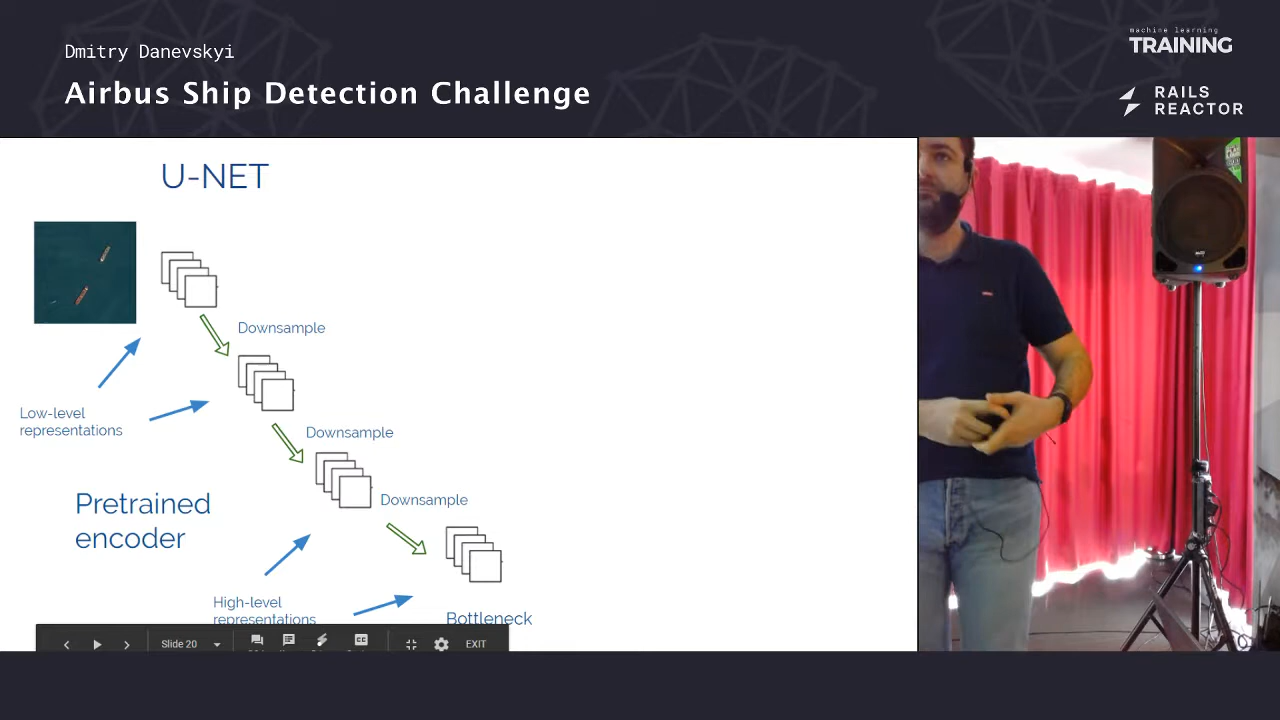 Dmitry Danevskyi
Airbus Ship Detection Challenge
machine learning
TRAINING
RAILS
REACTOR
U-NET
Downsample
Low-level
representations
Downsample
Pretrained
encoder
Downsample
High-level
representations
Bottleneck
Slide 20
CC
EXIT